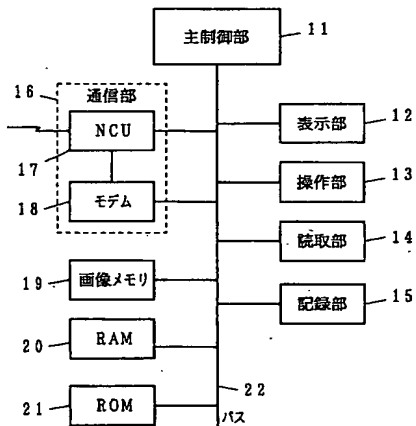 主制御部
11
16
通信部
NCU
17
18
モデム
表示部
12
操作部
13
読取部
14
19
画像メモリ
記録部
15
20
RAM
21
ROM
22
バス